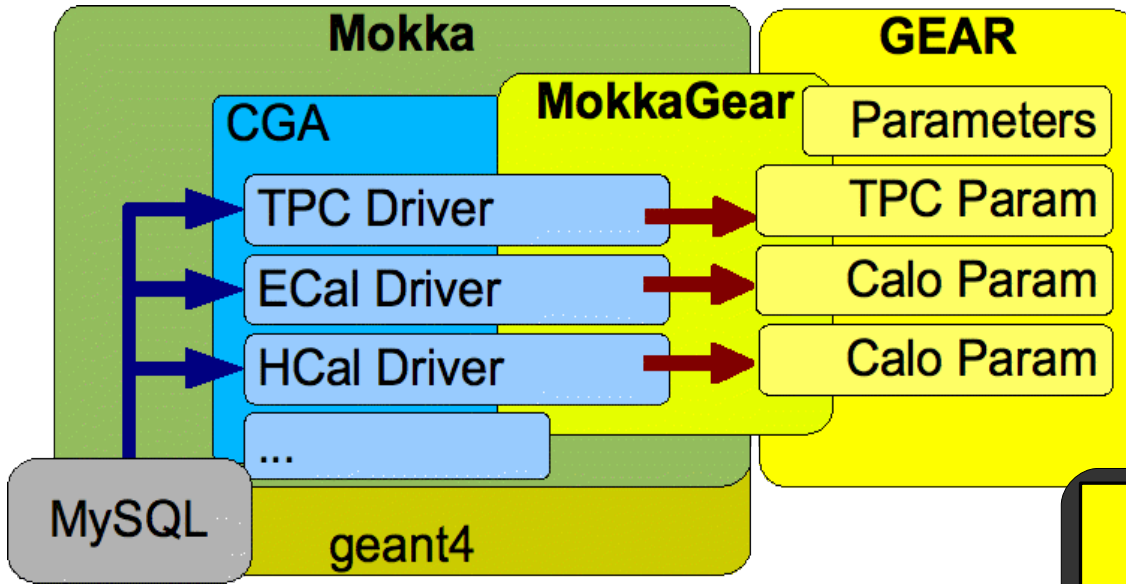 Mokka
GEAR
MokkaGear
CGA
Parameters
TPC Driver
TPC Param
ECal Driver
Calo Param
HCal Driver
Calo Param
...
MySQL
geant4